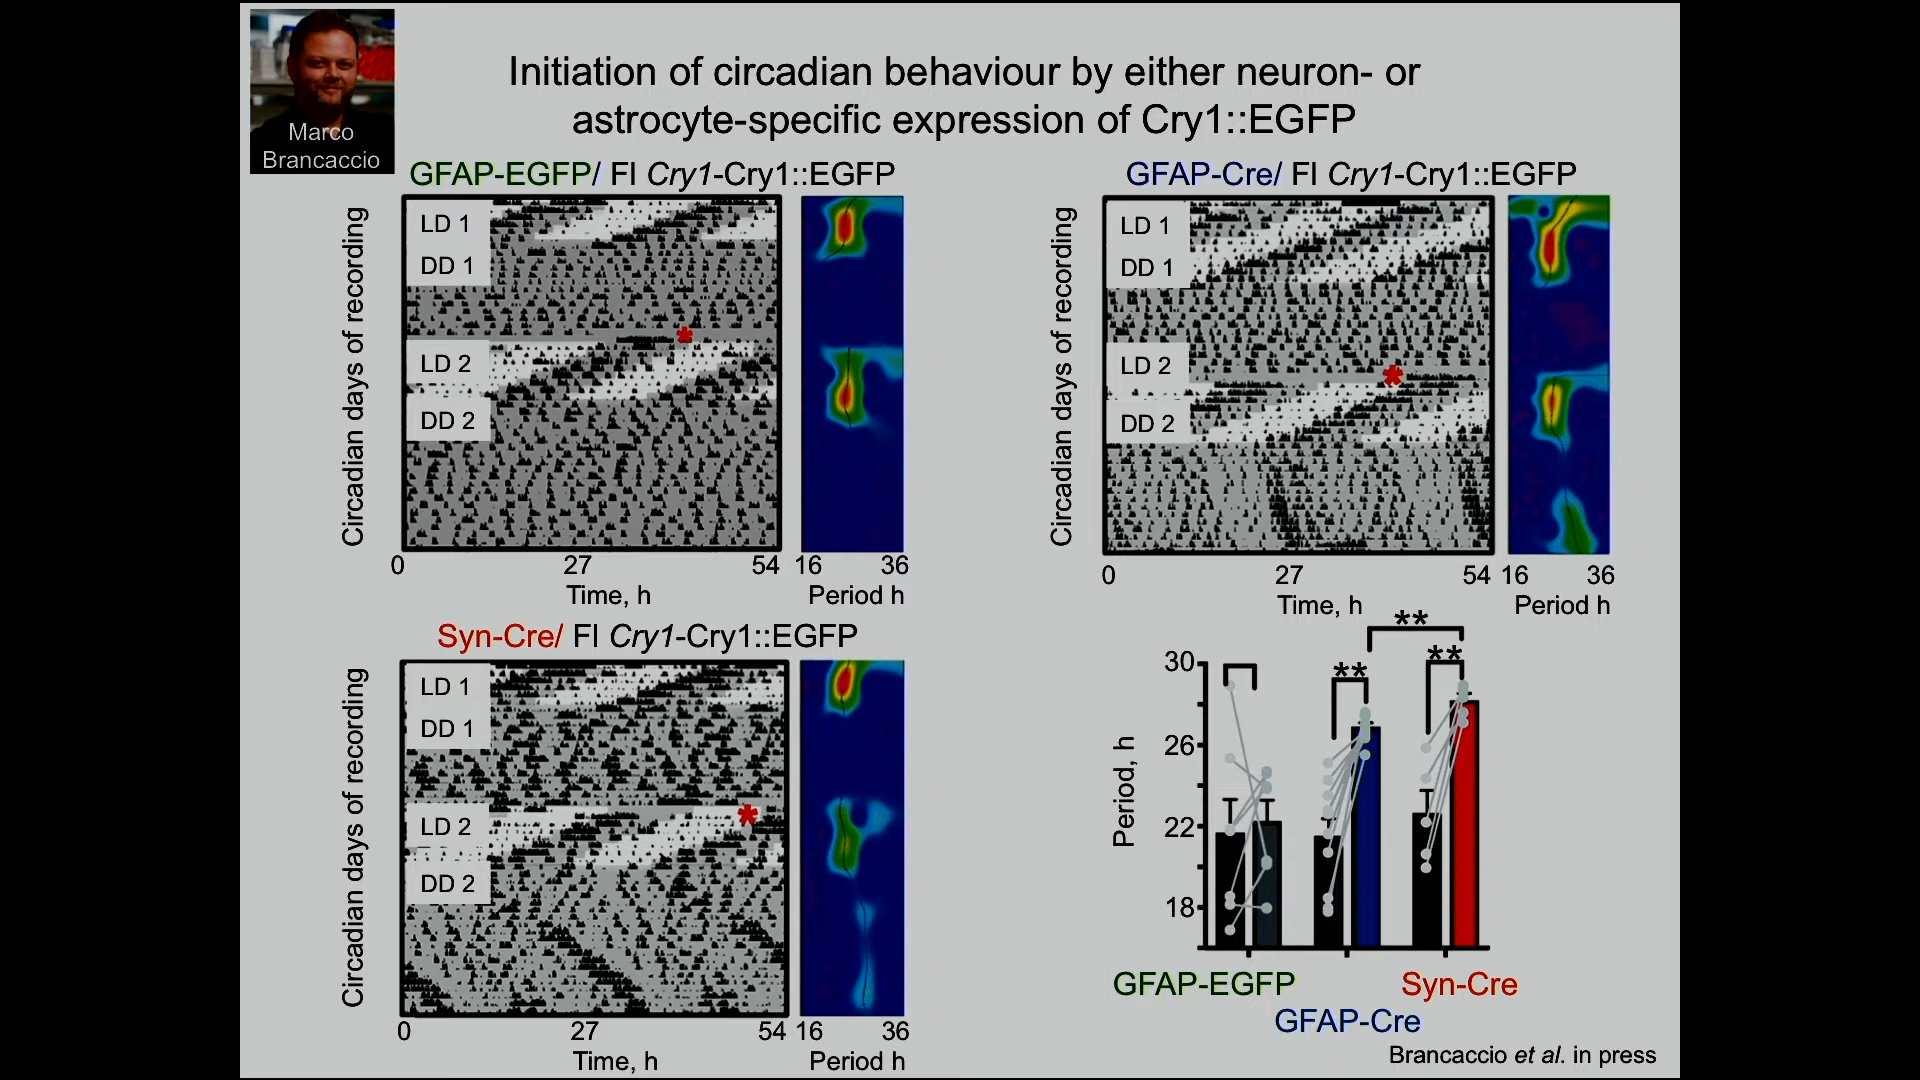 Marco
Brancaccio
Initiation of circadian behaviour by either neuron- or
astrocyte-specific expression of Cry1::EGFP
GFAP-EGFP/ Fl Cry1-Cry1::EGFP
Circadian days of recording
LD 1
DD 1
*
LD 2
DD 2
0 27 54 16 36
Time, h Period h
GFAP-Cre/ Fl Cry1-Cry1::EGFP
Circadian days of recording
LD 1
DD 1
LD 2
*
DD 2
0 27 54 16 36
Time, h Period h
Syn-Cre/ Fl Cry1-Cry1::EGFP
Circadian days of recording
LD 1
DD 1
LD 2
*
DD 2
0 27 54 16 36
Time, h Period h
**
** **
Period, h
30
26
22
18
GFAP-EGFP Syn-Cre
GFAP-Cre
Brancaccio et al. in press